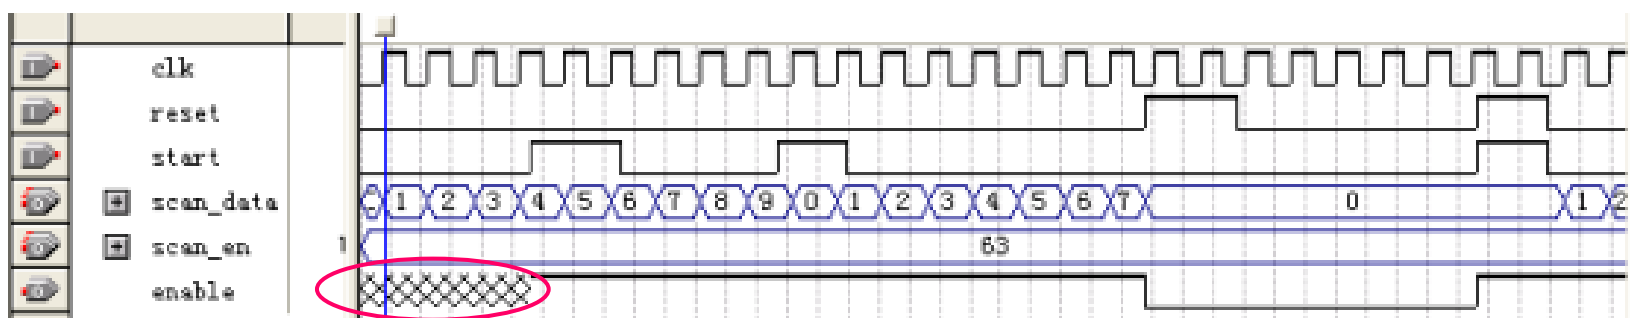 clk
reset
start
scan_data 1 2 3 4 5 6 7 8 9 0 1 2 3 4 5 6 7 0 1 2
scan_en 1 63
enable